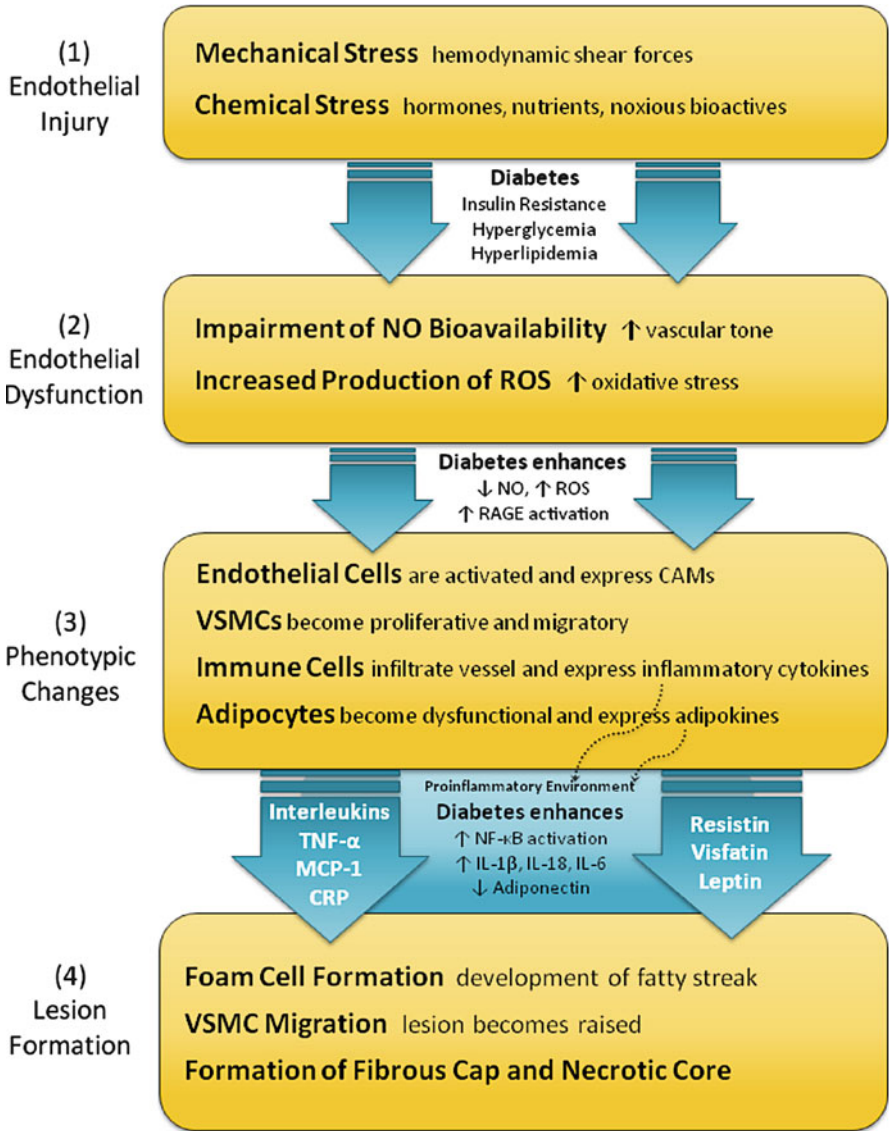 (1)
Endothelial
Injury
Mechanical Stress hemodynamic shear forces
Chemical Stress hormones, nutrients, noxious bioactives
Diabetes
Insulin Resistance
Hyperglycemia
Hyperlipidemia
(2)
Endothelial
Dysfunction
Impairment of NO Bioavailability ↑ vascular tone
Increased Production of ROS ↑ oxidative stress
Diabetes enhances
↓ NO, ↑ ROS
↑ RAGE activation
(3)
Phenotypic
Changes
Endothelial Cells are activated and express CAMs
VSMCs become proliferative and migratory
Immune Cells infiltrate vessel and express inflammatory cytokines
Adipocytes become dysfunctional and express adipokines
Interleukins
TNF-α
MCP-1
CRP
Proinflammatory Environment
Diabetes enhances
↑ NF-κB activation
↑ IL-1β, IL-18, IL-6
↓ Adiponectin
Resistin
Visfatin
Leptin
(4)
Lesion
Formation
Foam Cell Formation development of fatty streak
VSMC Migration lesion becomes raised
Formation of Fibrous Cap and Necrotic Core